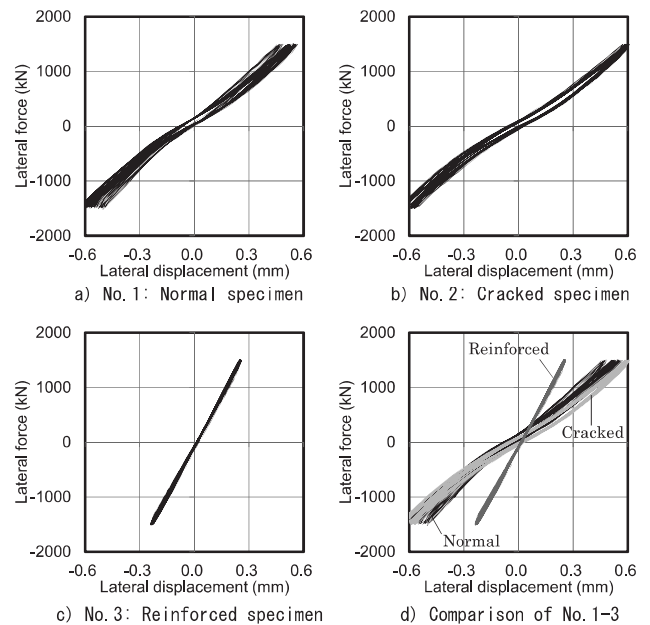 2000
1000
0
-1000
-2000
Lateral force (kN)
-0.6 -0.3 0.0 0.3 0.6
Lateral displacement (mm)
a) No.1: Normal specimen
2000
1000
0
-1000
-2000
Lateral force (kN)
-0.6 -0.3 0.0 0.3 0.6
Lateral displacement (mm)
b) No.2: Cracked specimen
2000
1000
0
-1000
-2000
Lateral force (kN)
-0.6 -0.3 0.0 0.3 0.6
Lateral displacement (mm)
c) No.3: Reinforced specimen
2000
1000
0
-1000
-2000
Lateral force (kN)
Reinforced
Cracked
Normal
-0.6 -0.3 0.0 0.3 0.6
Lateral displacement (mm)
d) Comparison of No.1-3